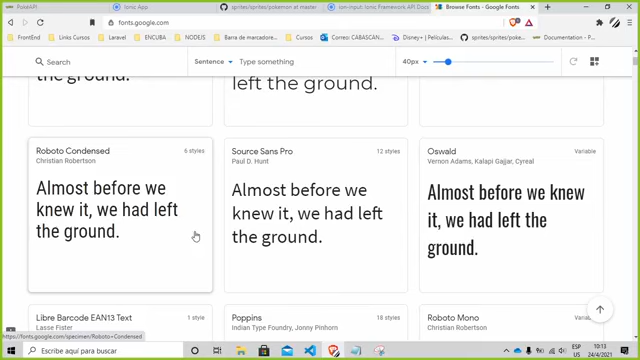 PokéAPI
Ionic App
sprites/sprites/pokemon at master
ion-input: Ionic Framework API Docs
Browse Fonts - Google Fonts
fonts.google.com
FrontEnd
Links Cursos
ENCUBA
NODEJS
Barra de marcadore...
Cursos
Correo: CABASCAN...
Disney+ | Películas...
sprites/sprites/poke...
Documentation - P...
Search
Sentence
Type something
40px
the ground.
left the ground.
Roboto Condensed
6 styles
Christian Robertson
Almost before we
knew it, we had left
the ground.
Source Sans Pro
12 styles
Paul D. Hunt
Almost before we
knew it, we had left
the ground.
Oswald
Variable
Vernon Adams, Kalapi Gajjar, Cyreal
Almost before we knew
it, we had left the
ground.
Libre Barcode EAN13 Text
1 style
Lasse Fister
Poppins
18 styles
Indian Type Foundry, Jonny Pinhorn
Roboto Mono
Christian Robertson
https://fonts.google.com/specimen/Roboto+Condensed
Escribe aquí para buscar
ESP
US
10:13
24/4/2021